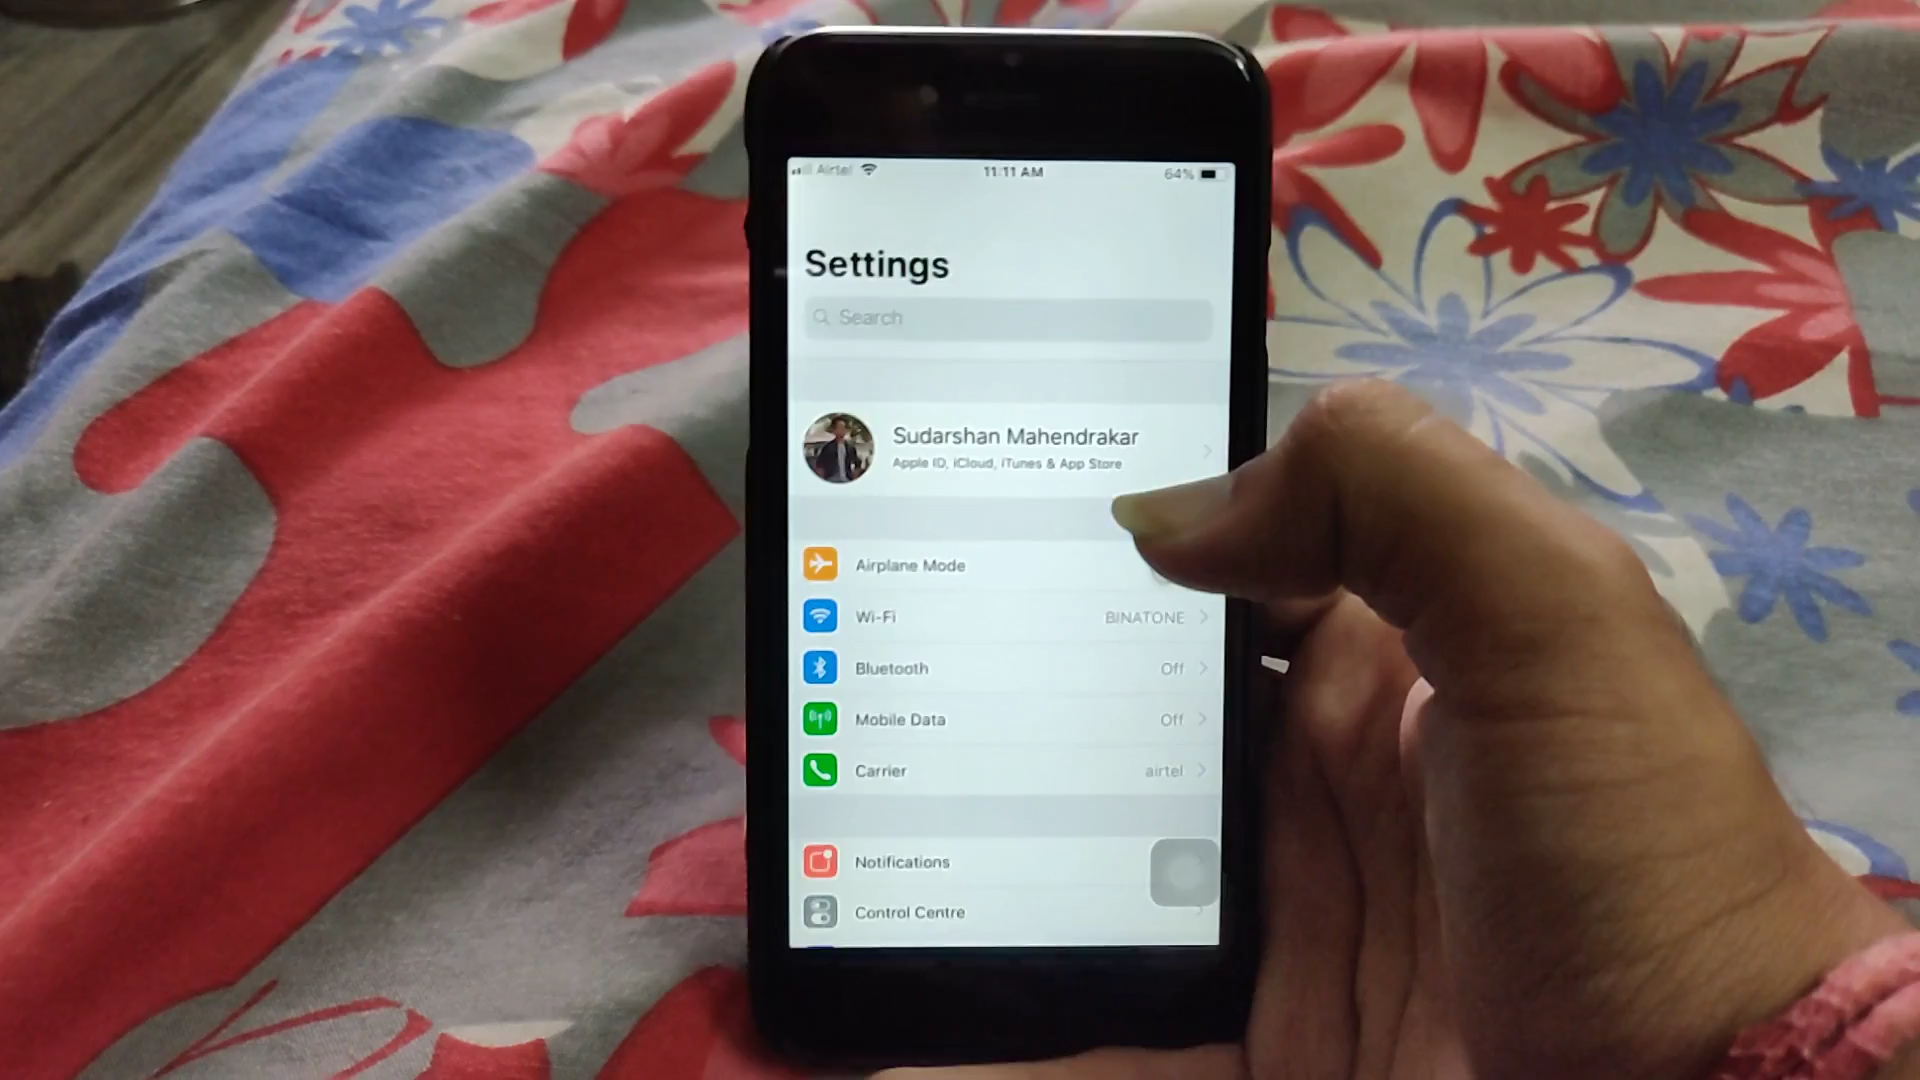 Airtel 11:11 AM 64%
Settings
Search
Sudarshan Mahendrakar
Apple ID, iCloud, iTunes & App Store
Airplane Mode
Wi-Fi BINATONE
Bluetooth Off
Mobile Data Off
Carrier airtel
Notifications
Control Centre